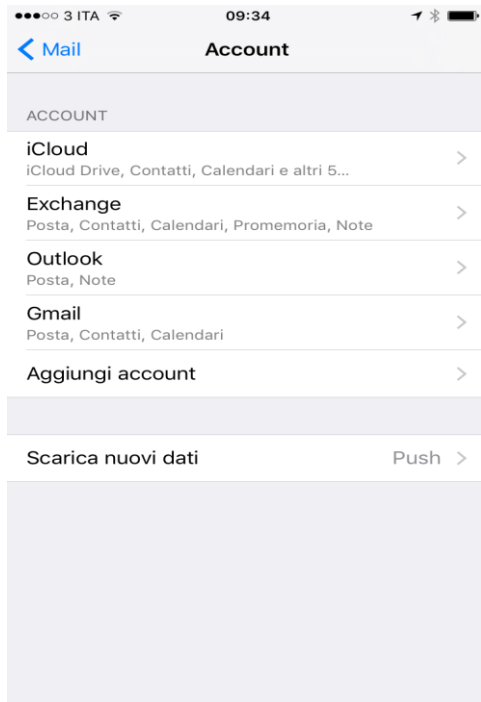 3 ITA 09:34
Mail Account
ACCOUNT
iCloud
iCloud Drive, Contatti, Calendari e altri 5...
Exchange
Posta, Contatti, Calendari, Promemoria, Note
Outlook
Posta, Note
Gmail
Posta, Contatti, Calendari
Aggiungi account
Scarica nuovi dati Push